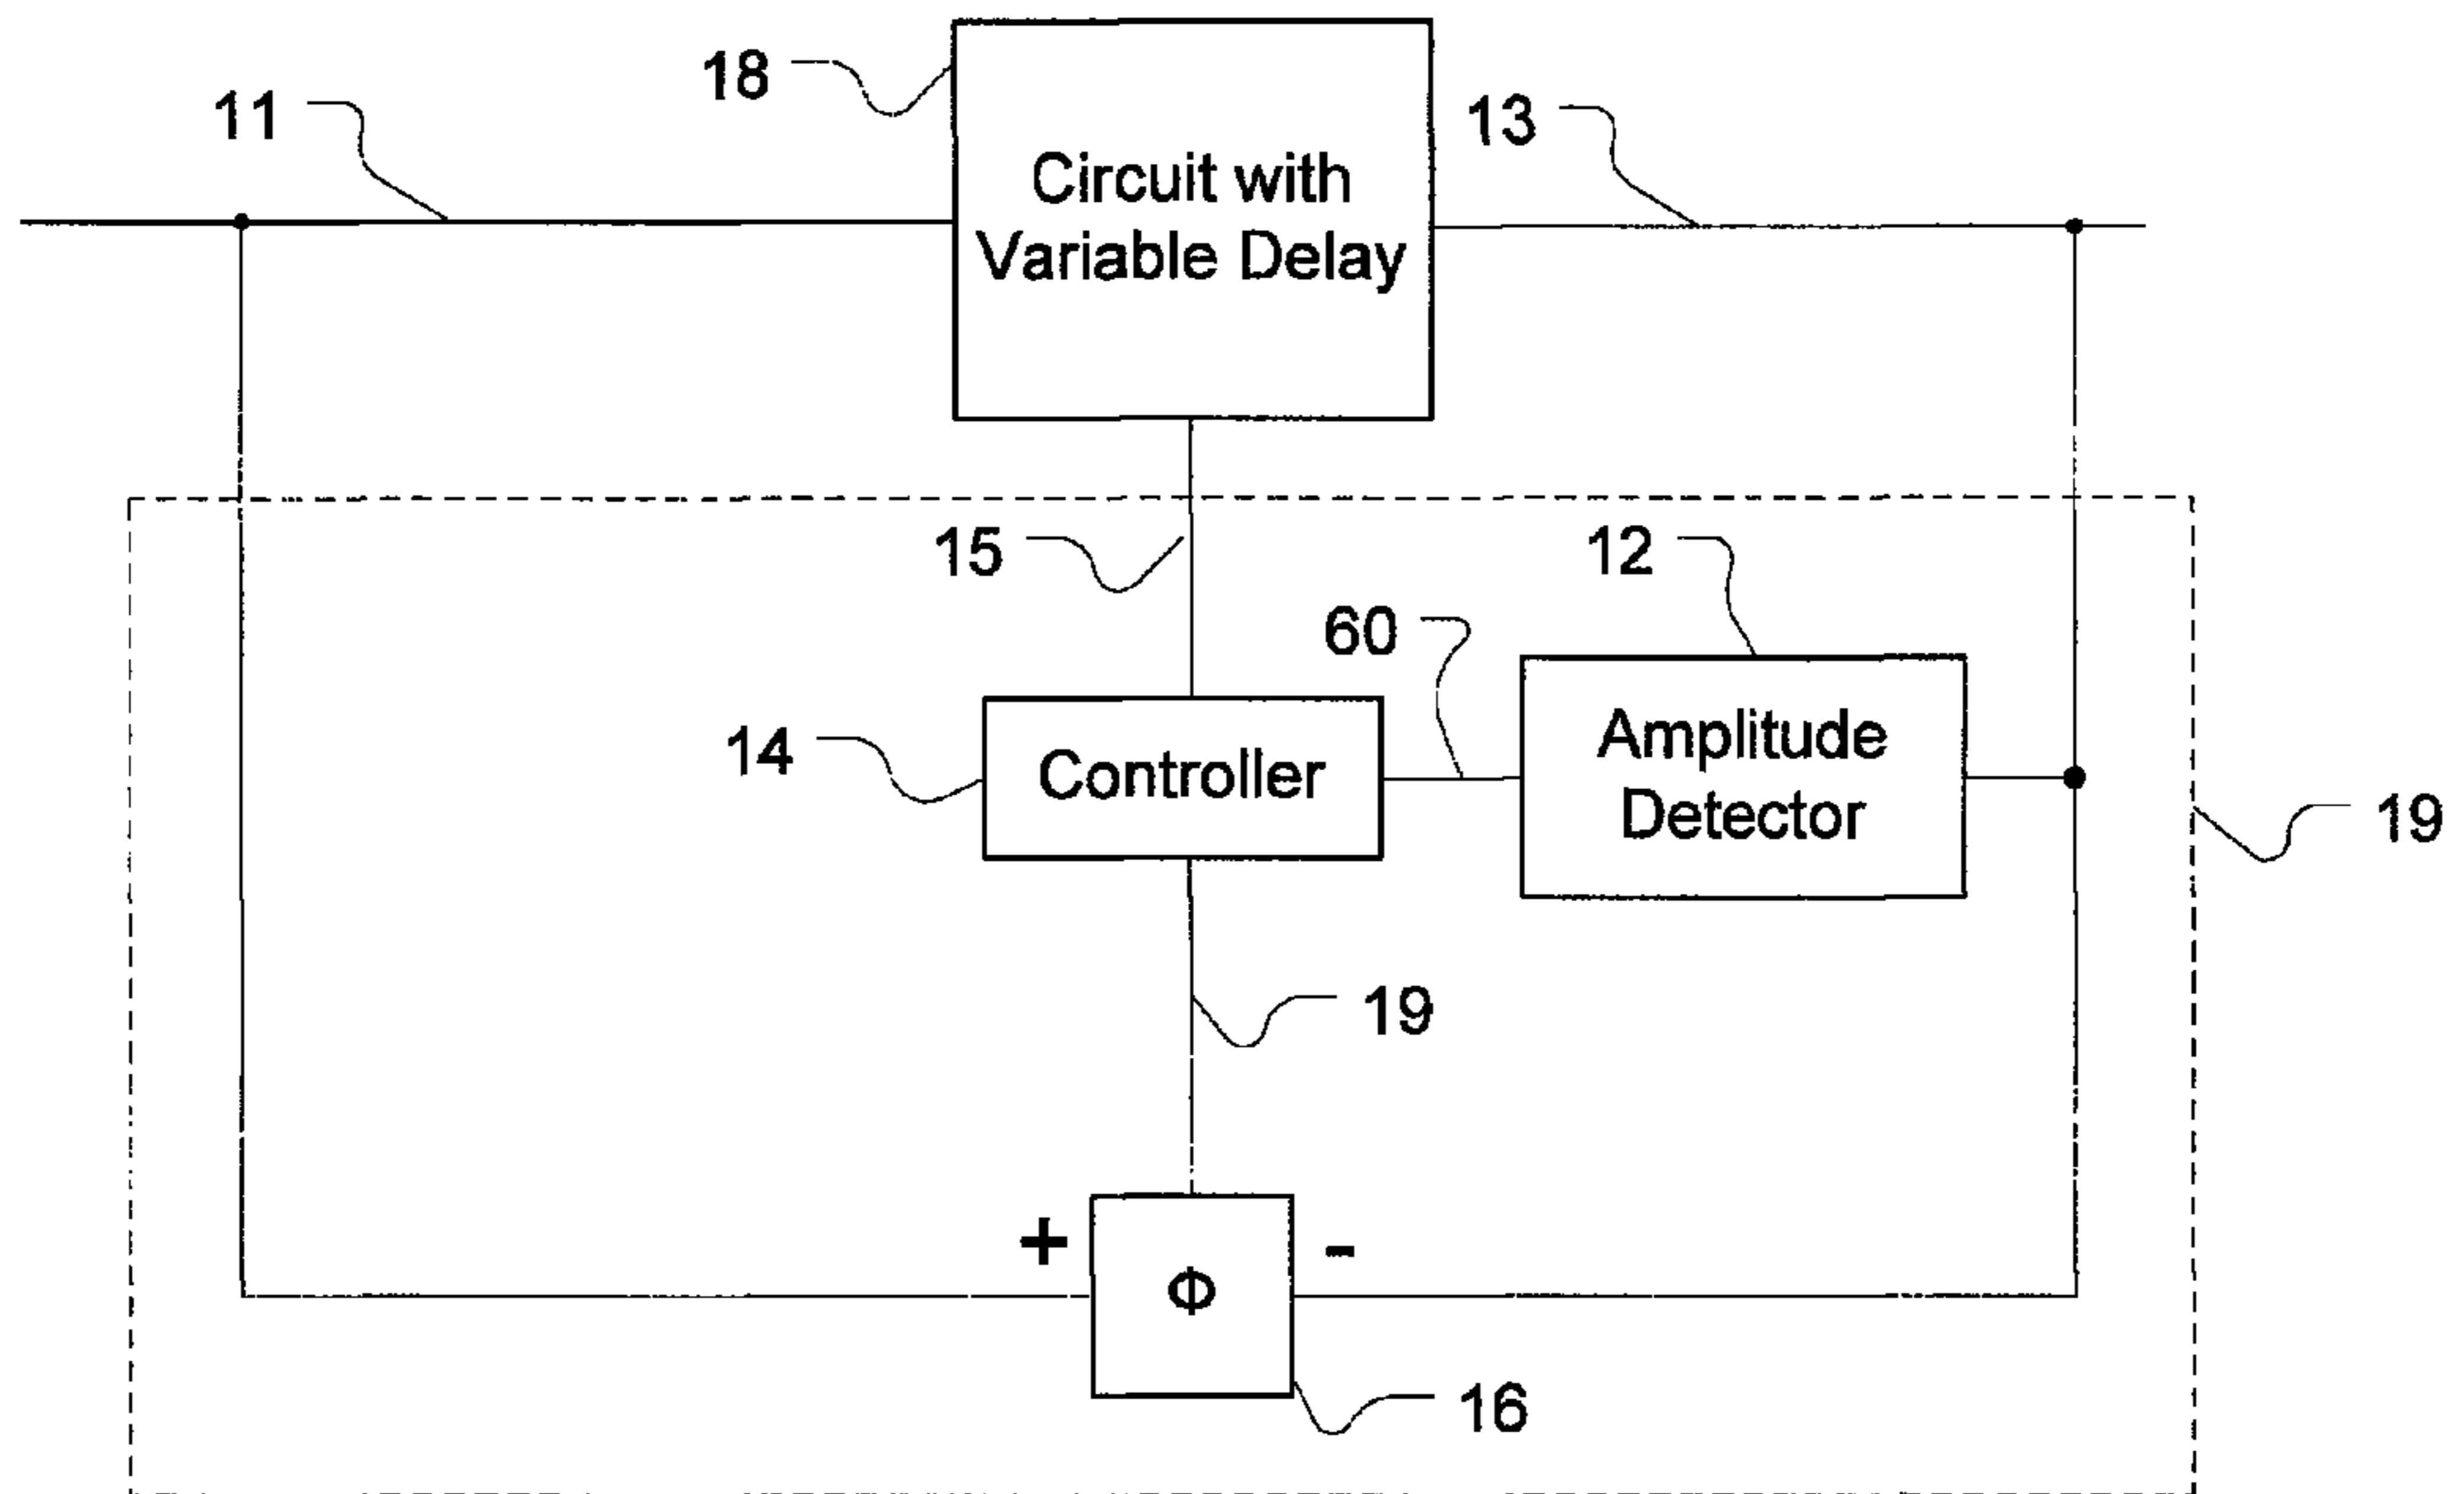 18
11
13
Circuit with
Variable Delay
15
12
60
14
Controller
Amplitude
Detector
19
19
+
-
Φ
16